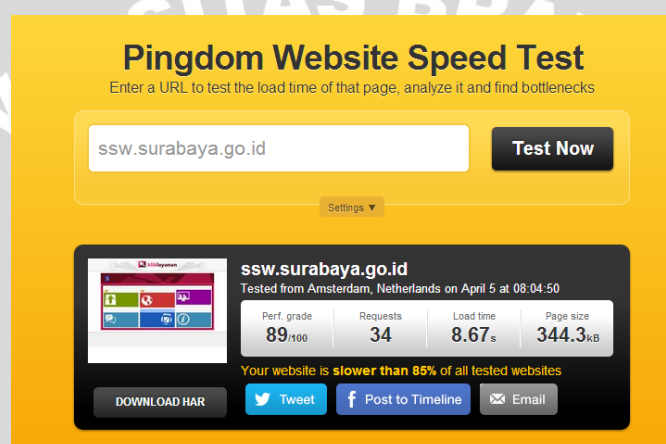 Pingdom Website Speed Test
Enter a URL to test the load time of that page, analyze it and find bottlenecks
ssw.surabaya.go.id
Test Now
Settings ▼
ssw.surabaya.go.id
Tested from Amsterdam, Netherlands on April 5 at 08:04:50
Perf. grade Requests Load time Page size
89/100 34 8.67s 344.3kB
Your website is slower than 85% of all tested websites
DOWNLOAD HAR
Tweet
Post to Timeline
Email